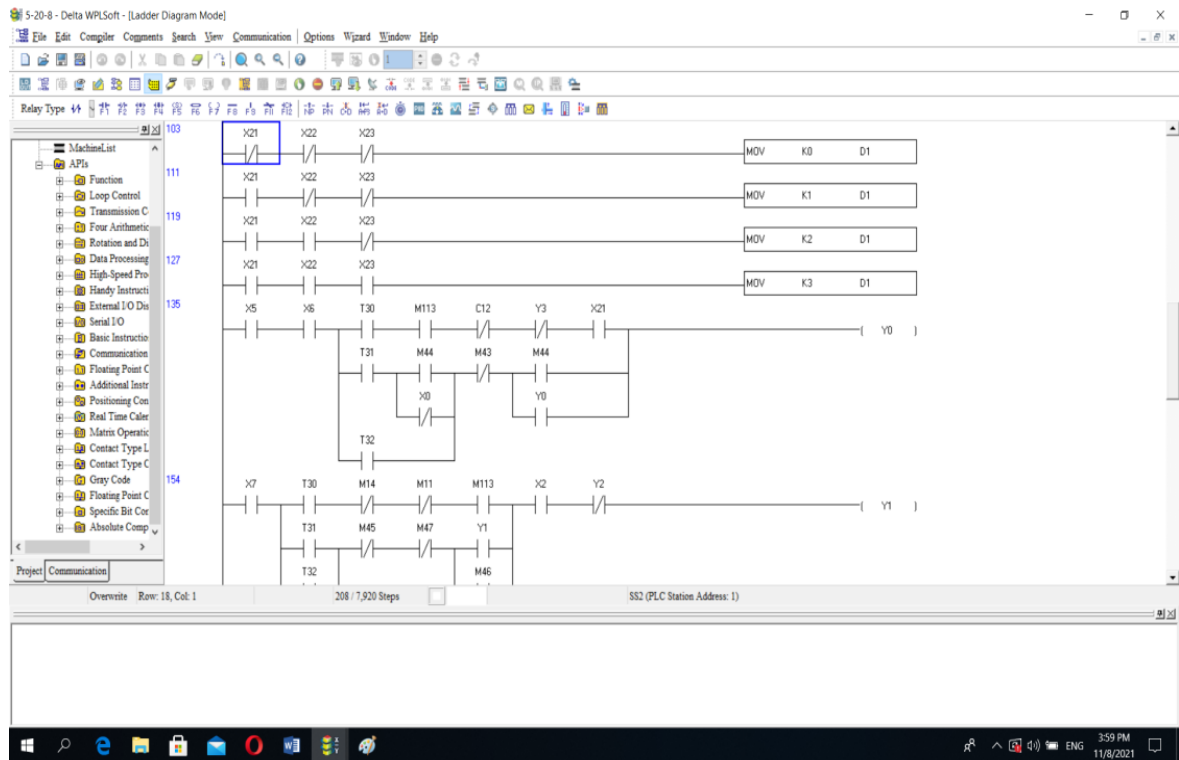 5-20-8 - Delta WPLSoft - [Ladder Diagram Mode]
File Edit Compiler Comments Search View Communication Options Wizard Window Help
Relay Type
MachineList
APIs
Function
Loop Control
Transmission C
Four Arithmetic
Rotation and Di
Data Processing
High-Speed Pro
Handy Instructi
External I/O Dis
Serial I/O
Basic Instructio
Communication
Floating Point C
Additional Instr
Positioning Con
Real Time Caler
Matrix Operatic
Contact Type L
Contact Type C
Gray Code
Floating Point C
Specific Bit Cor
Absolute Comp
Project Communication
103
X21 X22 X23
MOV K0 D1
111
X21 X22 X23
MOV K1 D1
119
X21 X22 X23
MOV K2 D1
127
X21 X22 X23
MOV K3 D1
135
X5 X6 T30 M113 C12 Y3 X21
Y0
T31 M44 M43 M44
X0 Y0
T32
154
X7 T30 M14 M11 M113 X2 Y2
Y1
T31 M45 M47 Y1
T32 M46
Overwrite Row: 18, Col: 1 208 / 7,920 Steps SS2 (PLC Station Address: 1)
ENG
3:59 PM
11/8/2021